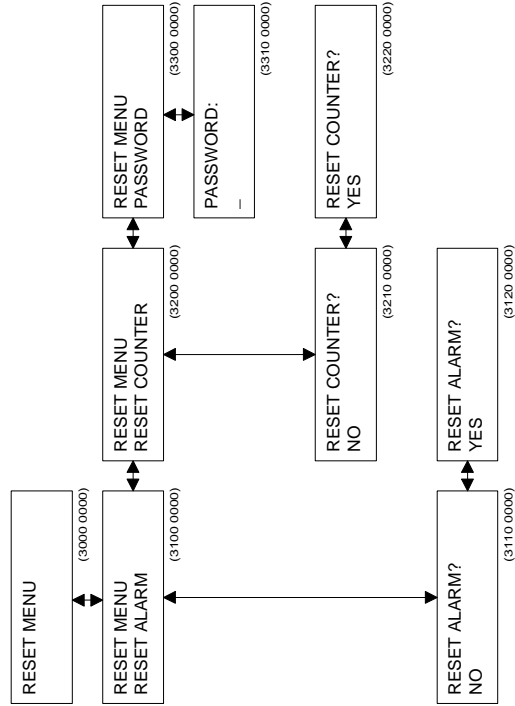 RESET MENU
(3000 0000)
RESET MENU
RESET ALARM
(3100 0000)
RESET MENU
RESET COUNTER
(3200 0000)
RESET MENU
PASSWORD
(3300 0000)
PASSWORD:
_
(3310 0000)
RESET COUNTER?
NO
(3210 0000)
RESET COUNTER?
YES
(3220 0000)
RESET ALARM?
NO
(3110 0000)
RESET ALARM?
YES
(3120 0000)